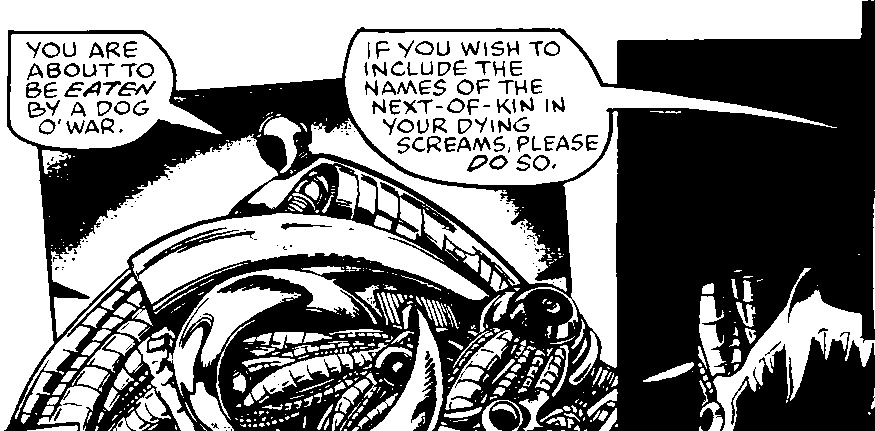 YOU ARE
ABOUT TO
BE EATEN
BY A DOG
O' WAR.
IF YOU WISH TO
INCLUDE THE
NAMES OF THE
NEXT-OF-KIN IN
YOUR DYING
SCREAMS, PLEASE
DO SO.